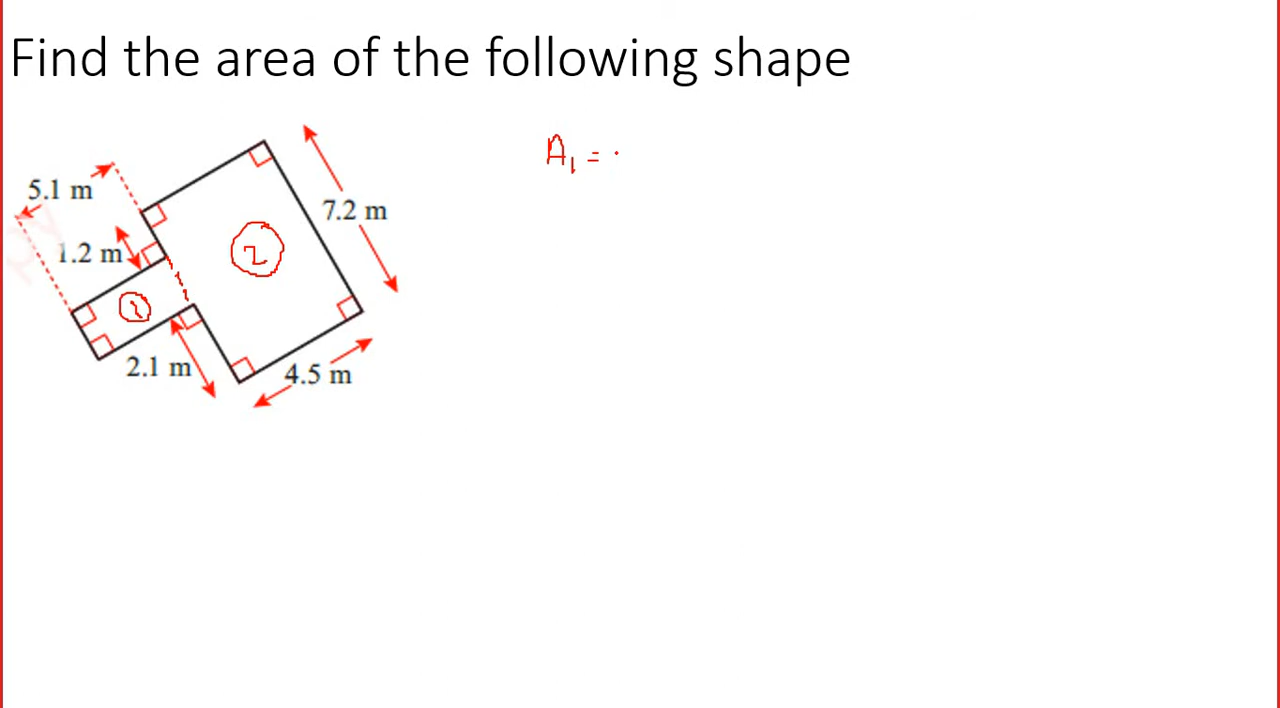 Find the area of the following shape
A₁ = ·
5.1 m
7.2 m
1.2 m
2
1
2.1 m
4.5 m